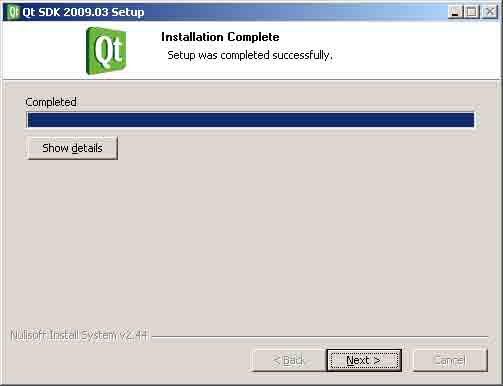 Qt SDK 2009.03 Setup
Qt
Installation Complete
Setup was completed successfully.
Completed
Show details
Nullsoft Install System v2.44
< Back
Next >
Cancel